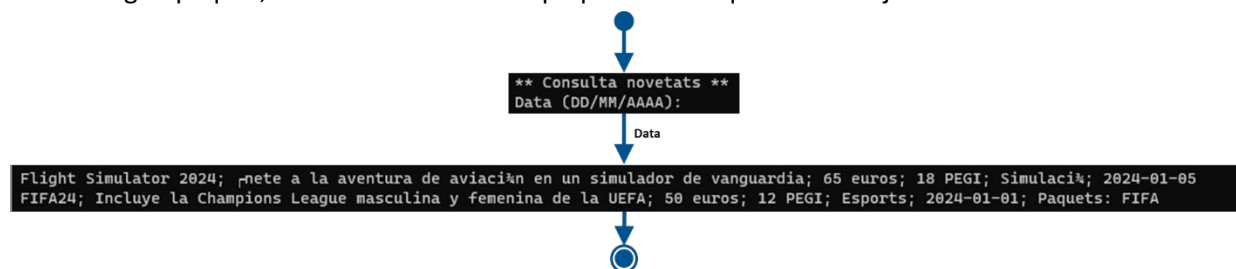 ** Consulta novetats **
Data (DD/MM/AAAA):
Data
Flight Simulator 2024; ┌nete a la aventura de aviaci¾n en un simulador de vanguardia; 65 euros; 18 PEGI; Simulaci¾; 2024-01-05
FIFA24; Incluye la Champions League masculina y femenina de la UEFA; 50 euros; 12 PEGI; Esports; 2024-01-01; Paquets: FIFA